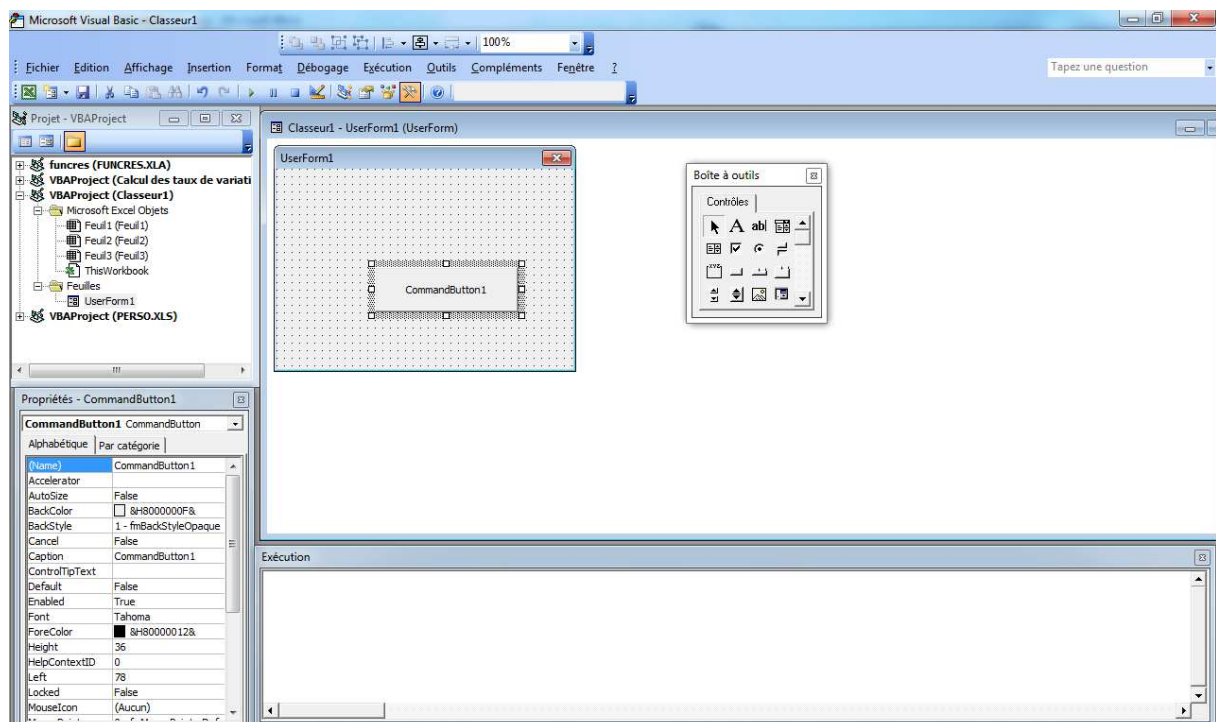 Microsoft Visual Basic - Classeur1
100%
Fichier Edition Affichage Insertion Format Débogage Exécution Outils Compléments Fenêtre ?
Tapez une question
Projet - VBAProject
funcres (FUNCRES.XLA)
VBAProject (Calcul des taux de variati
VBAProject (Classeur1)
Microsoft Excel Objets
Feuil1 (Feuil1)
Feuil2 (Feuil2)
Feuil3 (Feuil3)
ThisWorkbook
Feuilles
UserForm1
VBAProject (PERSO.XLS)
Classeur1 - UserForm1 (UserForm)
UserForm1
CommandButton1
Boîte à outils
Contrôles
A abl
XYZ
Propriétés - CommandButton1
CommandButton1 CommandButton
Alphabétique Par catégorie
(Name) CommandButton1
Accelerator
AutoSize False
BackColor &H8000000F&
BackStyle 1 - fmBackStyleOpaque
Cancel False
Caption CommandButton1
ControlTipText
Default False
Enabled True
Font Tahoma
ForeColor &H80000012&
Height 36
HelpContextID 0
Left 78
Locked False
MouseIcon (Aucun)
Exécution